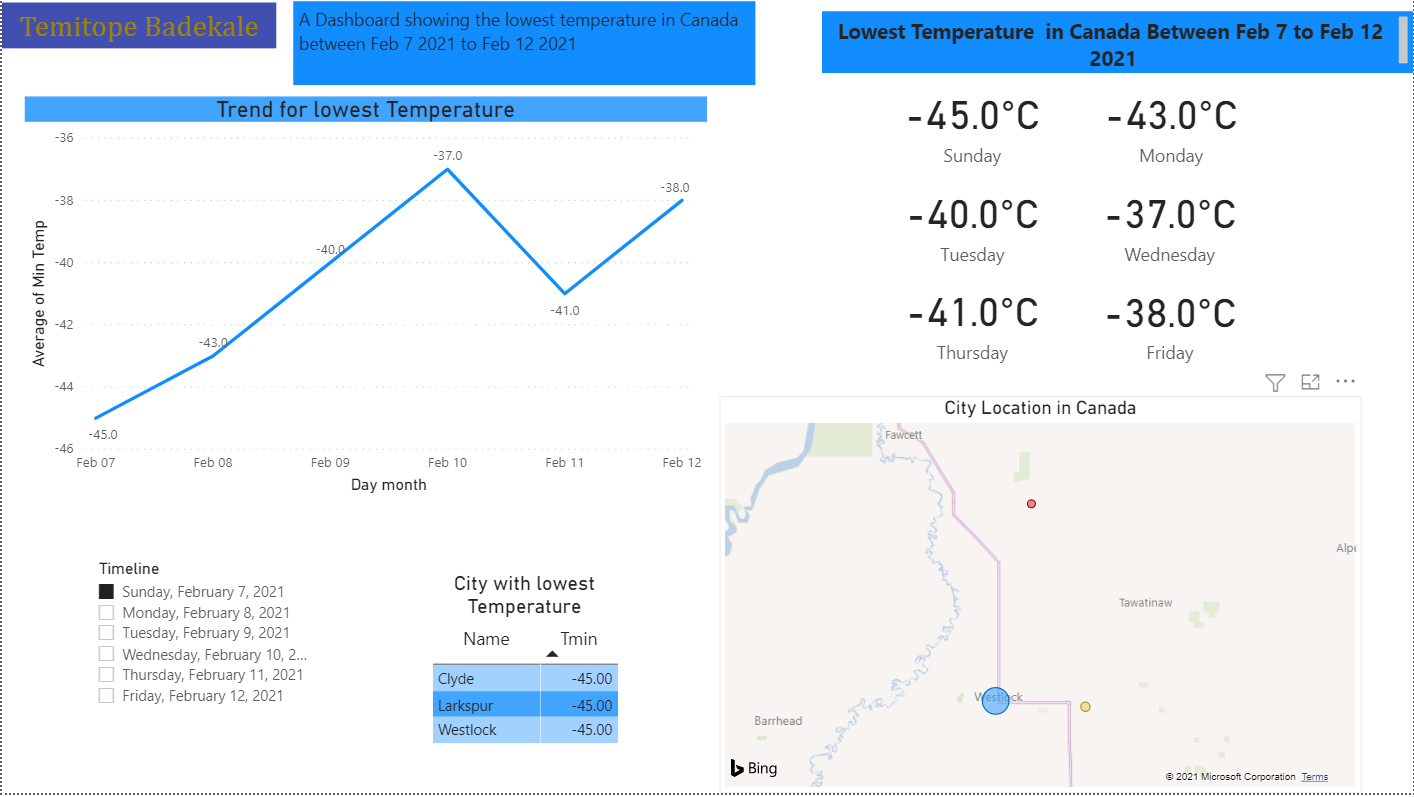 Temitope Badekale
A Dashboard showing the lowest temperature in Canada
between Feb 7 2021 to Feb 12 2021
Lowest Temperature in Canada Between Feb 7 to Feb 12
2021
Trend for lowest Temperature
-36
-38
-40
-42
-44
-46
Average of Min Temp
-45.0
-43.0
-40.0
-37.0
-41.0
-38.0
Feb 07
Feb 08
Feb 09
Feb 10
Feb 11
Feb 12
Day month
-45.0°C
Sunday
-43.0°C
Monday
-40.0°C
Tuesday
-37.0°C
Wednesday
-41.0°C
Thursday
-38.0°C
Friday
Timeline
Sunday, February 7, 2021
Monday, February 8, 2021
Tuesday, February 9, 2021
Wednesday, February 10, 2...
Thursday, February 11, 2021
Friday, February 12, 2021
City with lowest
Temperature
Name Tmin
Clyde -45.00
Larkspur -45.00
Westlock -45.00
City Location in Canada
Fawcett
Alpe
Tawatinaw
Westlock
Barrhead
Bing
© 2021 Microsoft Corporation Terms